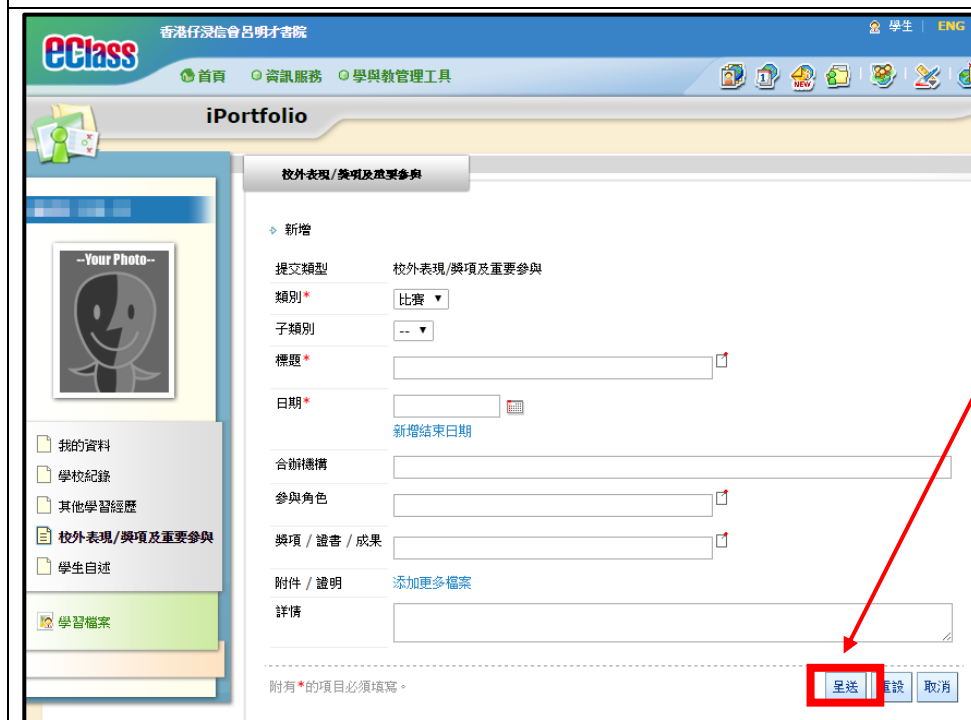 eClass
香港仔浸信會呂明才書院
學生 | ENG
首頁 資訊服務 學與教管理工具
NEW
iPortfolio
校外表現/獎項及重要參與
新增
--Your Photo--
提交類型 校外表現/獎項及重要參與
類別* 比賽 ▼
子類別 -- ▼
標題*
日期*
新增結束日期
合辦機構
參與角色
獎項 / 證書 / 成果
附件 / 證明 添加更多檔案
詳情
我的資料
學校紀錄
其他學習經歷
校外表現/獎項及重要參與
學生自述
學習檔案
附有*的項目必須填寫。
呈送 重設 取消